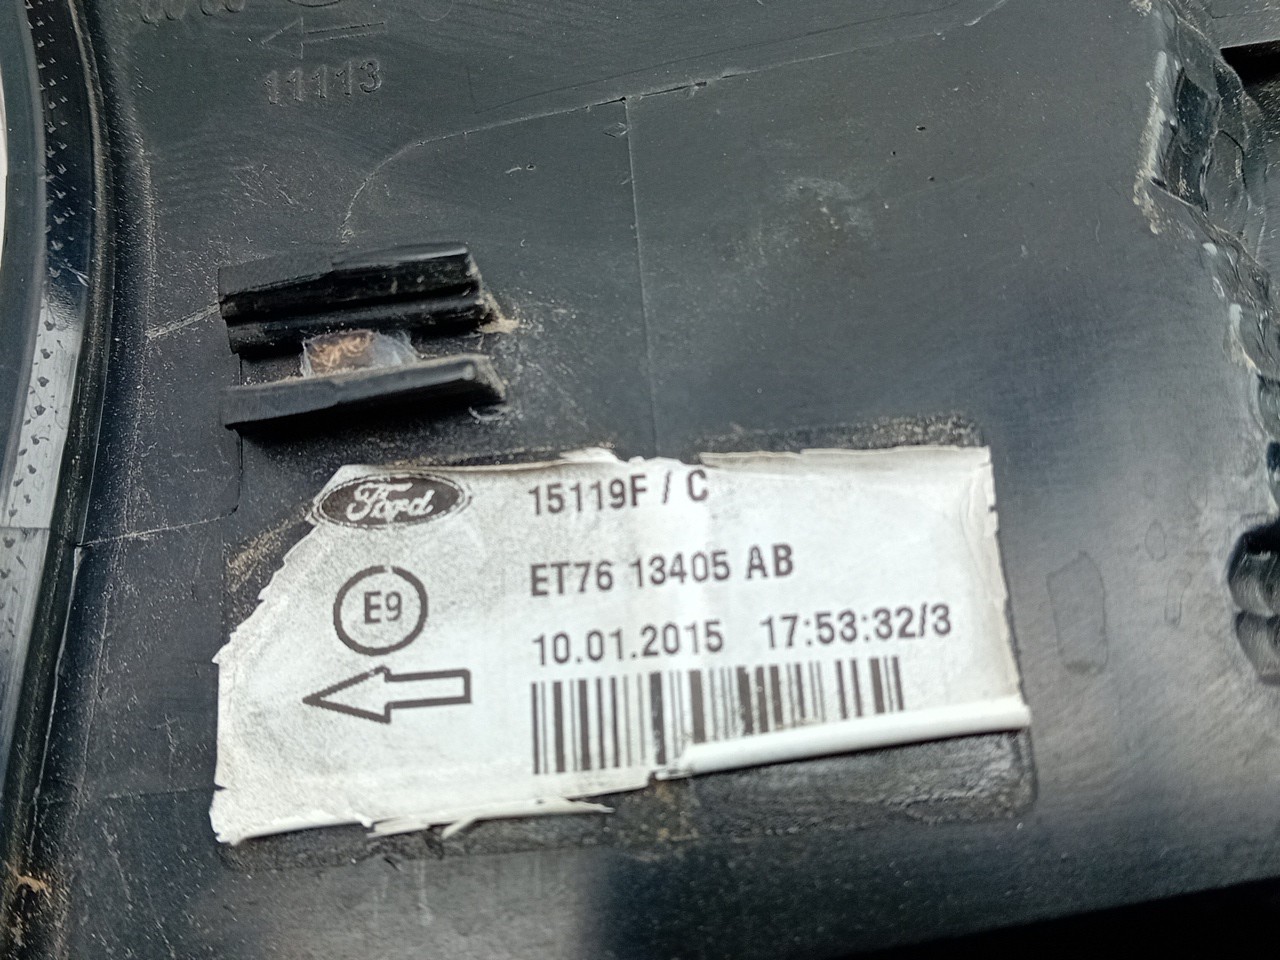 11113
Ford
15119F / C
ET76 13405 AB
E9
10.01.2015 17:53:32/3